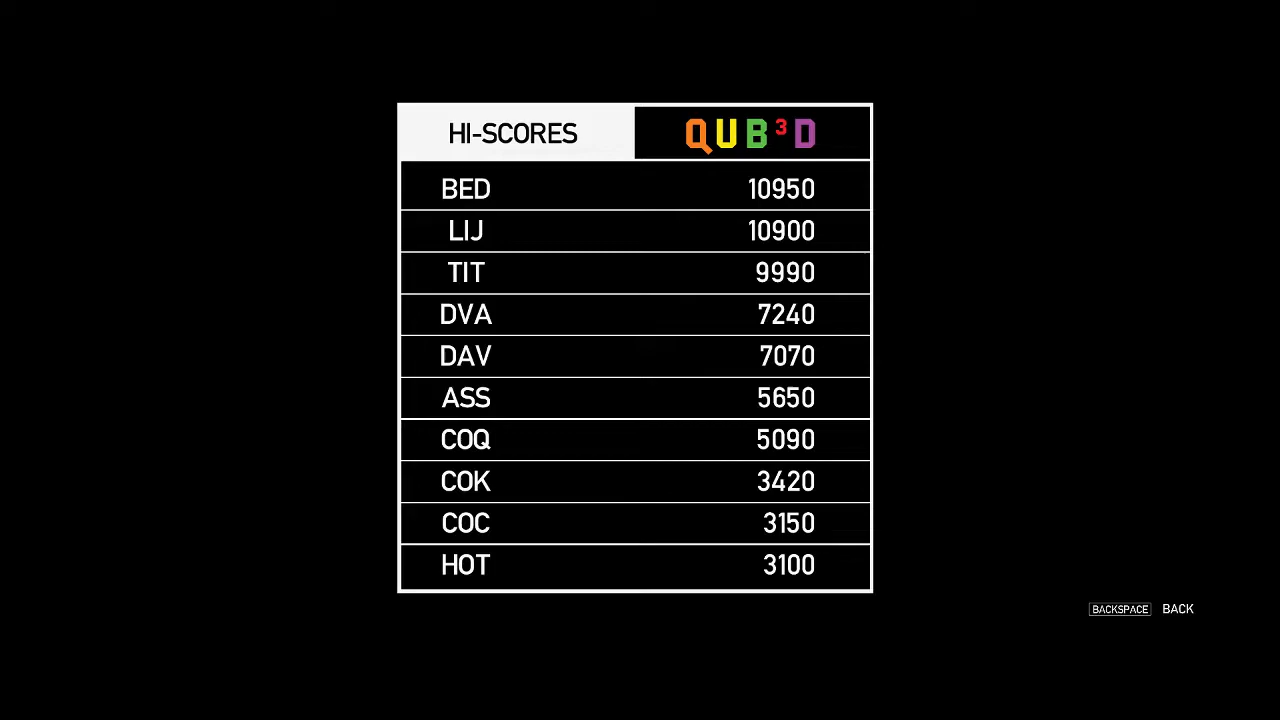 HI-SCORES QUB³D
BED 10950
LIJ 10900
TIT 9990
DVA 7240
DAV 7070
ASS 5650
COQ 5090
COK 3420
COC 3150
HOT 3100
BACKSPACE BACK